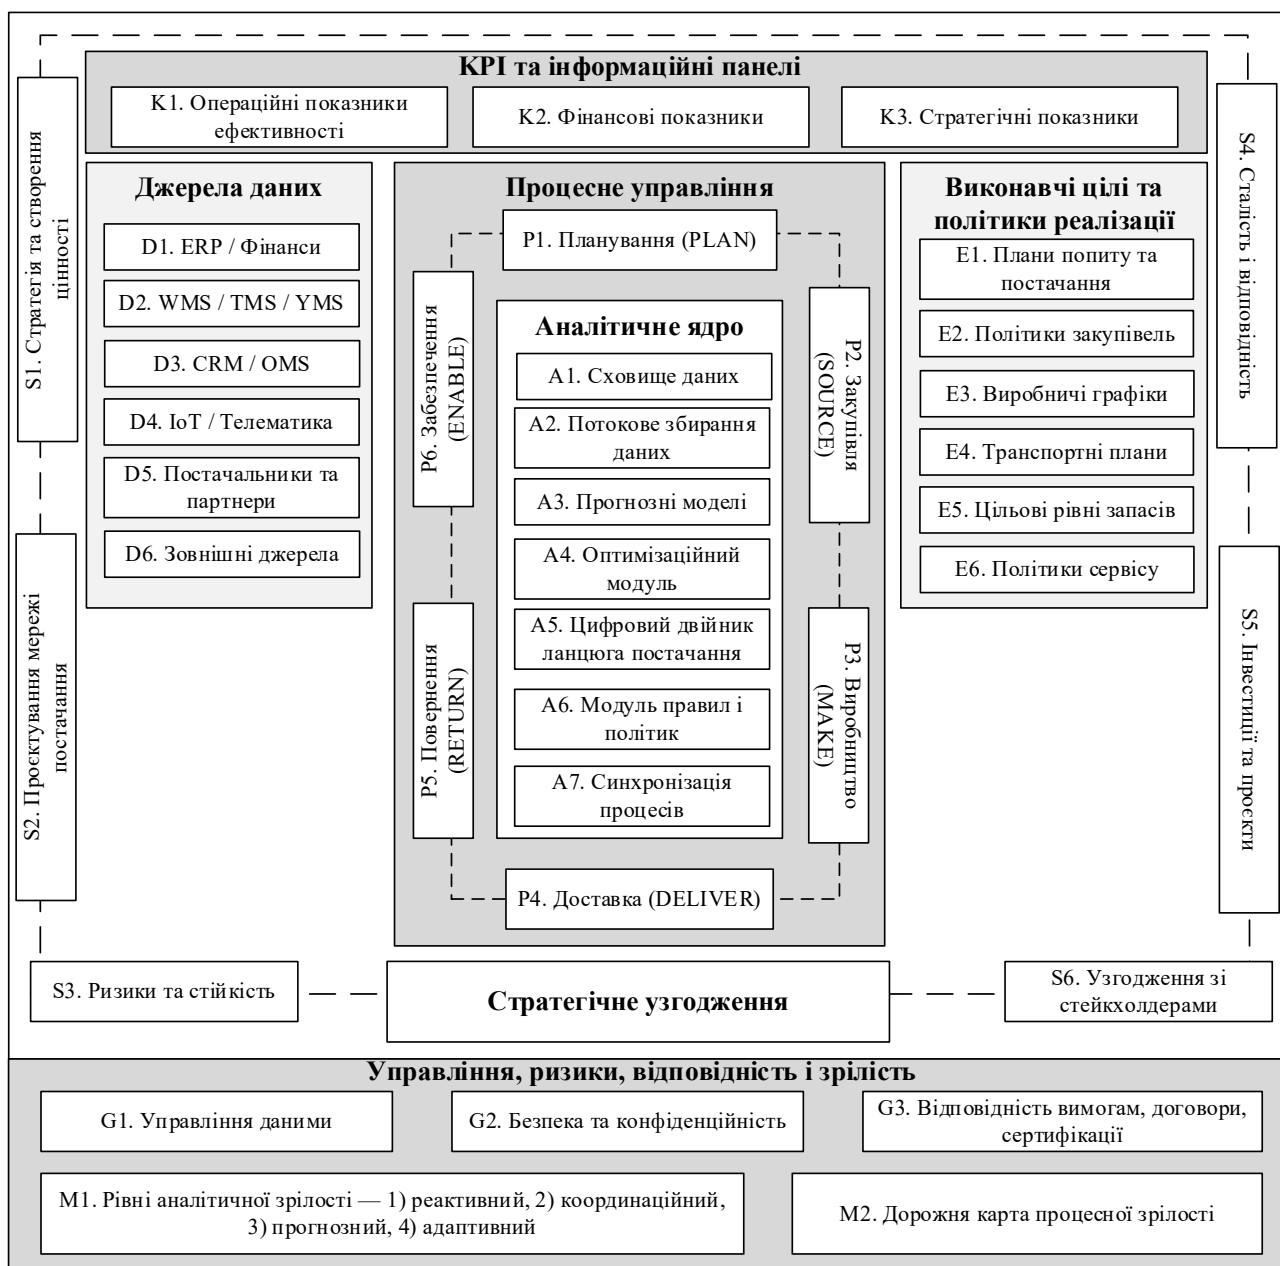 KPI та інформаційні панелі
K1. Операційні показники
ефективності
K2. Фінансові показники
K3. Стратегічні показники
S1. Стратегія та створення
цінності
S2. Проєктування мережі
постачання
Джерела даних
D1. ERP / Фінанси
D2. WMS / TMS / YMS
D3. CRM / OMS
D4. IoT / Телематика
D5. Постачальники та
партнери
D6. Зовнішні джерела
Процесне управління
P1. Планування (PLAN)
P6. Забезпечення
(ENABLE)
P5. Повернення
(RETURN)
Аналітичне ядро
A1. Сховище даних
A2. Потокове збирання
даних
A3. Прогнозні моделі
A4. Оптимізаційний
модуль
A5. Цифровий двійник
ланцюга постачання
A6. Модуль правил і
політик
A7. Синхронізація
процесів
P2. Закупівля
(SOURCE)
P3. Виробництво
(MAKE)
P4. Доставка (DELIVER)
Виконавчі цілі та
політики реалізації
E1. Плани попиту та
постачання
E2. Політики закупівель
E3. Виробничі графіки
E4. Транспортні плани
E5. Цільові рівні запасів
E6. Політики сервісу
S4. Сталість і відповідність
S5. Інвестиції та проєкти
S3. Ризики та стійкість
Стратегічне узгодження
S6. Узгодження зі
стейкхолдерами
Управління, ризики, відповідність і зрілість
G1. Управління даними
G2. Безпека та конфіденційність
G3. Відповідність вимогам, договори,
сертифікації
M1. Рівні аналітичної зрілості — 1) реактивний, 2) координаційний,
3) прогнозний, 4) адаптивний
M2. Дорожня карта процесної зрілості